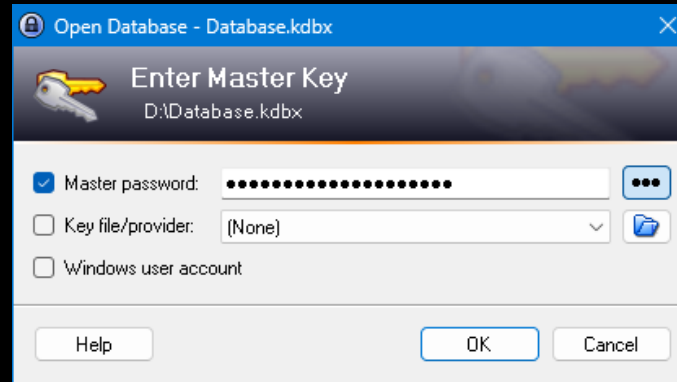 Open Database - Database.kdbx
Enter Master Key
D:\Database.kdbx
Master password: ●●●●●●●●●●●●●●●●●●●● ●●●
Key file/provider: (None)
Windows user account
Help OK Cancel